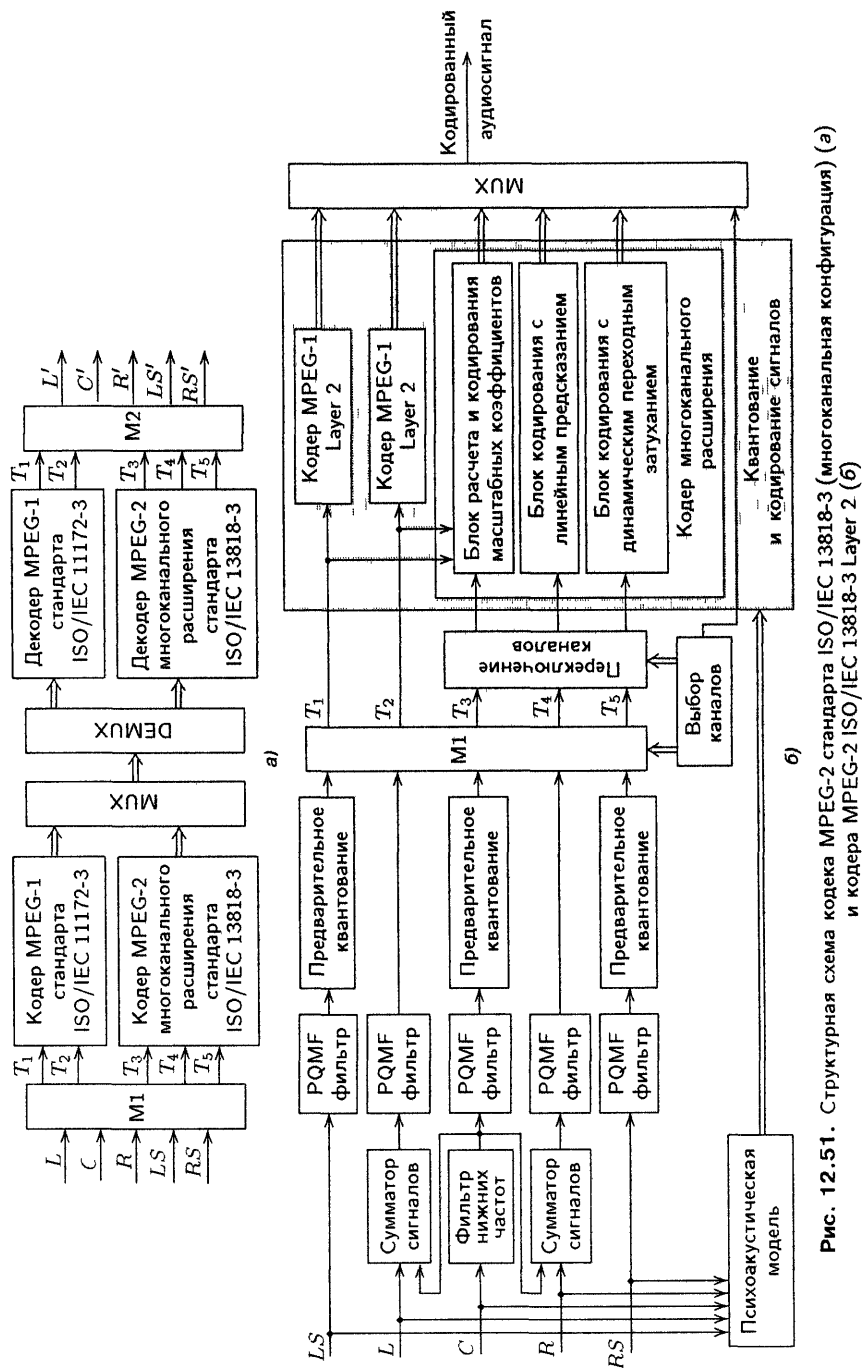 L
C
R
LS
RS
M1
T₁
T₂
T₃
T₄
T₅
Кодер MPEG-1
стандарта
ISO/IEC 11172-3
Кодер MPEG-2
многоканального
расширения
стандарта
ISO/IEC 13818-3
MUX
DEMUX
Декодер MPEG-1
стандарта
ISO/IEC 11172-3
Декодер MPEG-2
многоканального
расширения
стандарта
ISO/IEC 13818-3
T₁
T₂
T₃
T₄
T₅
M2
L′
C′
R′
LS′
RS′
а)
LS
L
C
R
RS
Сумматор
сигналов
Фильтр
нижних
частот
Сумматор
сигналов
PQMF
фильтр
PQMF
фильтр
PQMF
фильтр
PQMF
фильтр
PQMF
фильтр
Предварительное
квантование
Предварительное
квантование
Предварительное
квантование
M1
T₁
T₂
T₃
T₄
T₅
Переключение
каналов
Выбор
каналов
Кодер MPEG-1
Layer 2
Кодер MPEG-1
Layer 2
Блок расчета и кодирования
масштабных коэффициентов
Блок кодирования с
линейным предсказанием
Блок кодирования с
динамическим переходным
затуханием
Кодер многоканального
расширения
Квантование
и кодирование сигналов
MUX
Кодированный
аудиосигнал
Психоакустическая
модель
б)
Рис. 12.51. Структурная схема кодека MPEG-2 стандарта ISO/IEC 13818-3 (многоканальная конфигурация) (а)
и кодера MPEG-2 ISO/IEC 13818-3 Layer 2 (б)